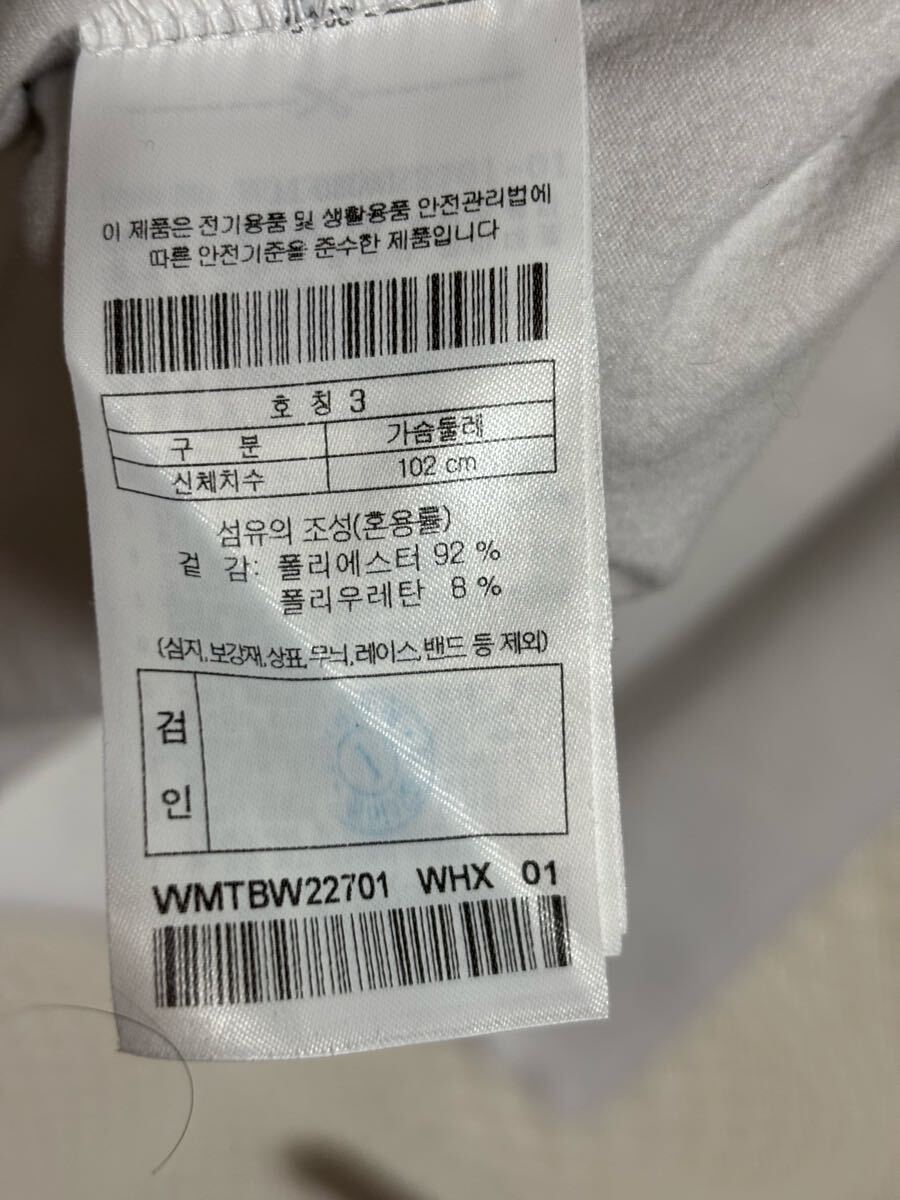 이 제품은 전기용품 및 생활용품 안전관리법에
따른 안전기준을 준수한 제품입니다
호 칭 3
구 분 가슴둘레
신체치수 102 cm
섬유의 조성(혼용률)
겉 감: 폴리에스터 92 %
폴리우레탄 8 %
(심지,보강재,상표,무늬,레이스,밴드 등 제외)
검
인
WMTBW22701 WHX 01